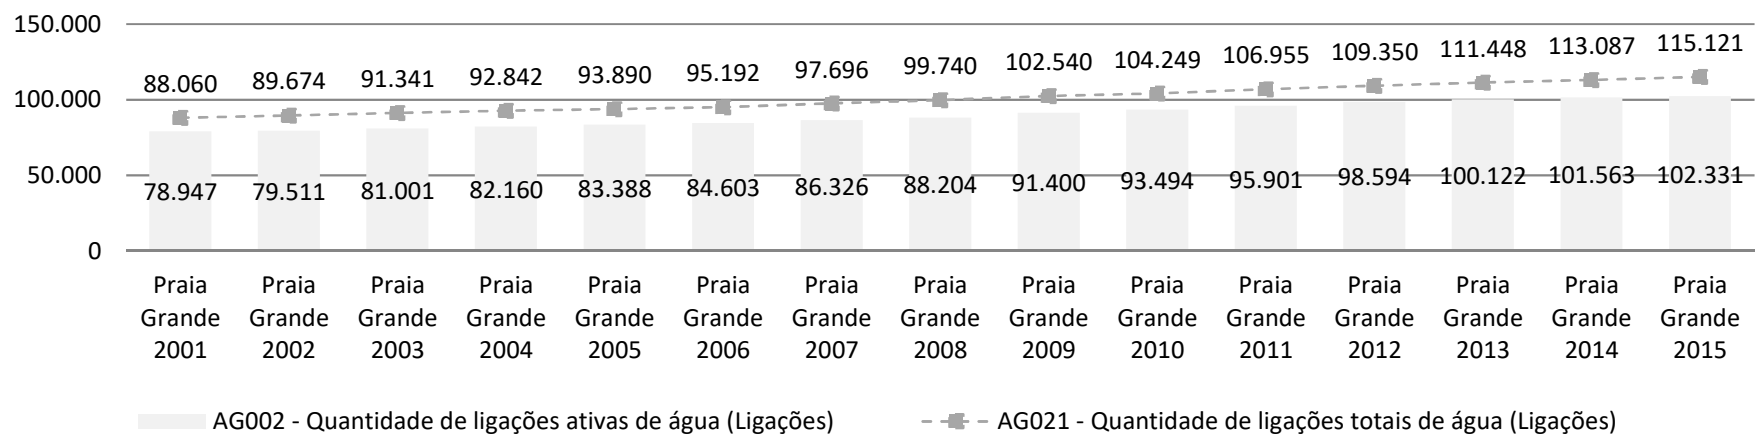 150.000
100.000
50.000
0
88.060 89.674 91.341 92.842 93.890 95.192 97.696 99.740 102.540 104.249 106.955 109.350 111.448 113.087 115.121
78.947 79.511 81.001 82.160 83.388 84.603 86.326 88.204 91.400 93.494 95.901 98.594 100.122 101.563 102.331
Praia Praia Praia Praia Praia Praia Praia Praia Praia Praia Praia Praia Praia Praia Praia
Grande Grande Grande Grande Grande Grande Grande Grande Grande Grande Grande Grande Grande Grande Grande
2001 2002 2003 2004 2005 2006 2007 2008 2009 2010 2011 2012 2013 2014 2015
AG002 - Quantidade de ligações ativas de água (Ligações) AG021 - Quantidade de ligações totais de água (Ligações)